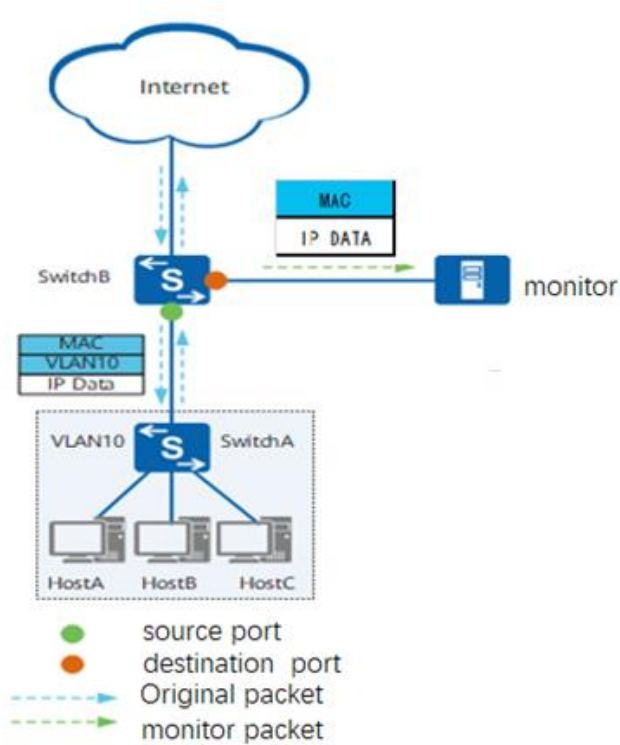 Internet
MAC
IP DATA
SwitchB
S
monitor
MAC
VLAN10
IP Data
VLAN10
S
SwitchA
HostA HostB HostC
source port
destination port
Original packet
monitor packet